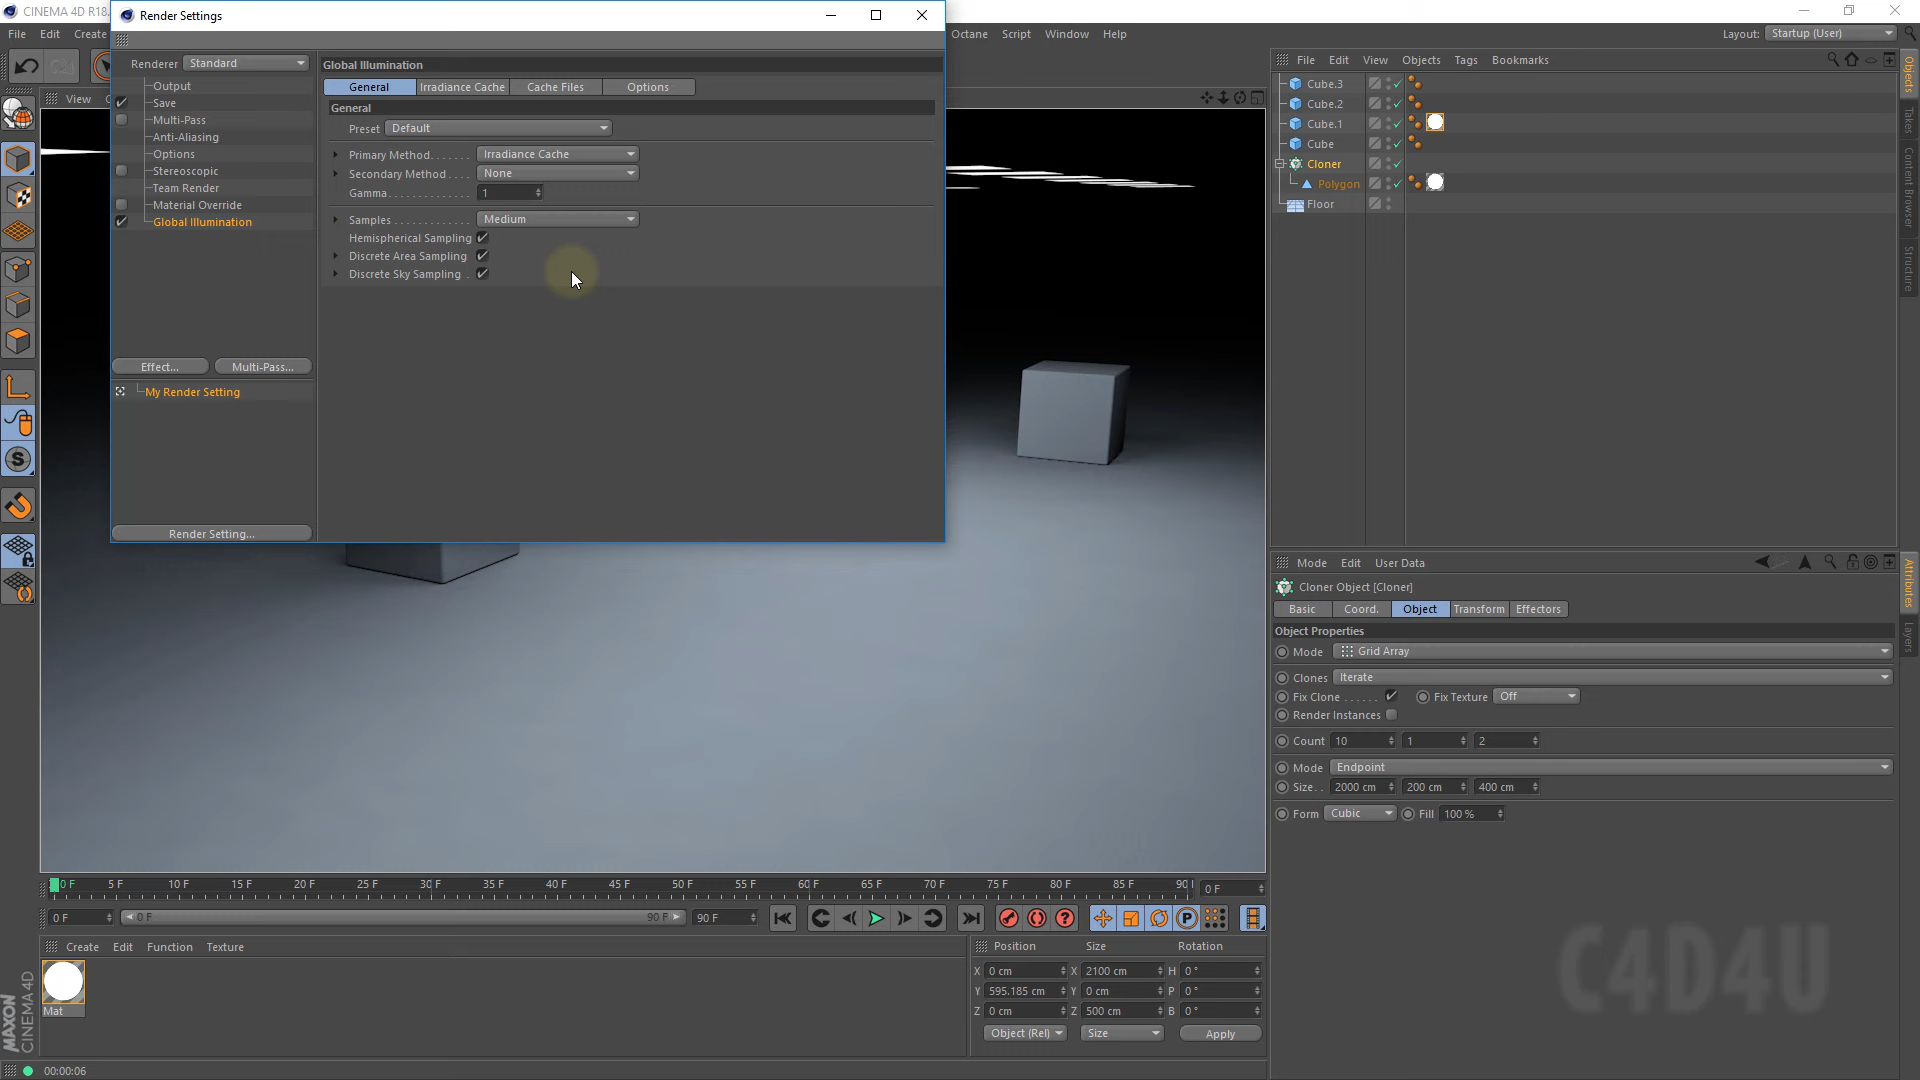 CINEMA 4D R18.
Render Settings
File Edit Create
Octane Script Window Help
Layout: Startup (User)
Renderer Standard
Output
Save
Multi-Pass
Anti-Aliasing
Options
Stereoscopic
Team Render
Material Override
Global Illumination
Effect... Multi-Pass...
My Render Setting
Render Setting...
Global Illumination
General Irradiance Cache Cache Files Options
General
Preset Default
Primary Method....... Irradiance Cache
Secondary Method.... None
Gamma............. 1
Samples ............ Medium
Hemispherical Sampling
Discrete Area Sampling
Discrete Sky Sampling .
View
File Edit View Objects Tags Bookmarks
Cube.3
Cube.2
Cube.1
Cube
Cloner
Polygon
Floor
Objects
Takes
Content Browser
Structure
Mode Edit User Data
Cloner Object [Cloner]
Basic Coord. Object Transform Effectors
Object Properties
Mode Grid Array
Clones Iterate
Fix Clone ...... Fix Texture Off
Render Instances
Count 10 1 2
Mode Endpoint
Size.. 2000 cm 200 cm 400 cm
Form Cubic Fill 100 %
Attributes
Layers
0 F 5 F 10 F 15 F 20 F 25 F 30 F 35 F 40 F 45 F 50 F 55 F 60 F 65 F 70 F 75 F 80 F 85 F 90 0 F
0 F 0 F 90 F 90 F
Create Edit Function Texture
Mat
Position Size Rotation
X 0 cm X 2100 cm H 0 °
Y 595.185 cm Y 0 cm P 0 °
Z 0 cm Z 500 cm B 0 °
Object (Rel) Size Apply
MAXON
CINEMA 4D
C4D4U
00:00:06